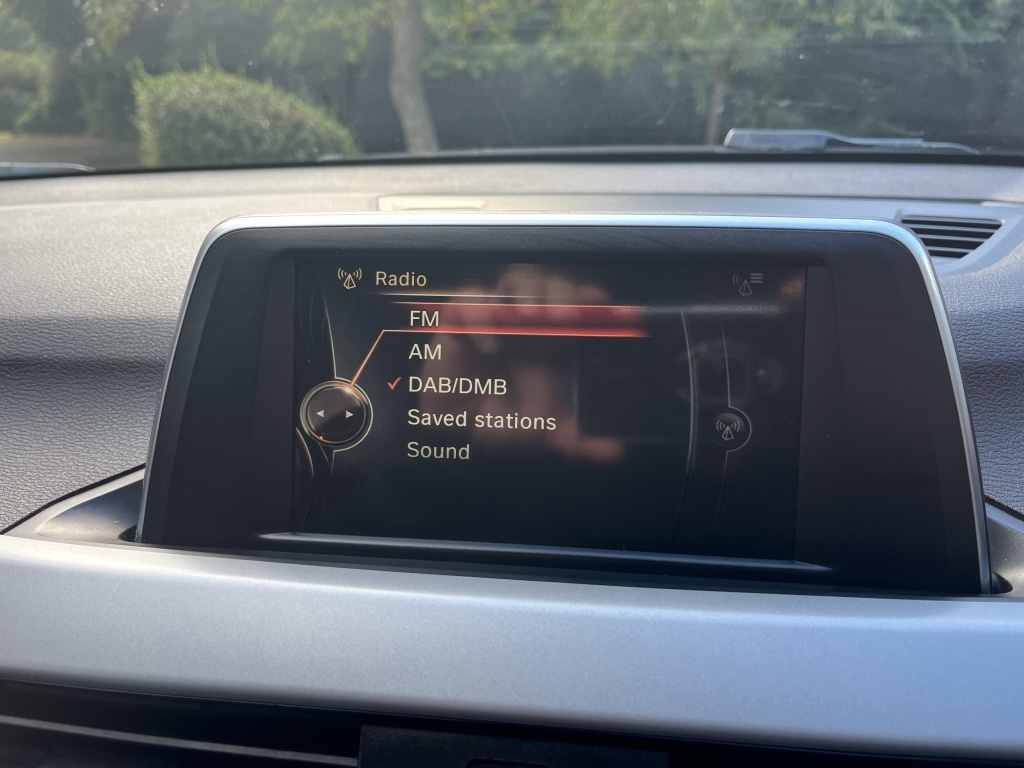 Radio
FM
AM
DAB/DMB
Saved stations
Sound